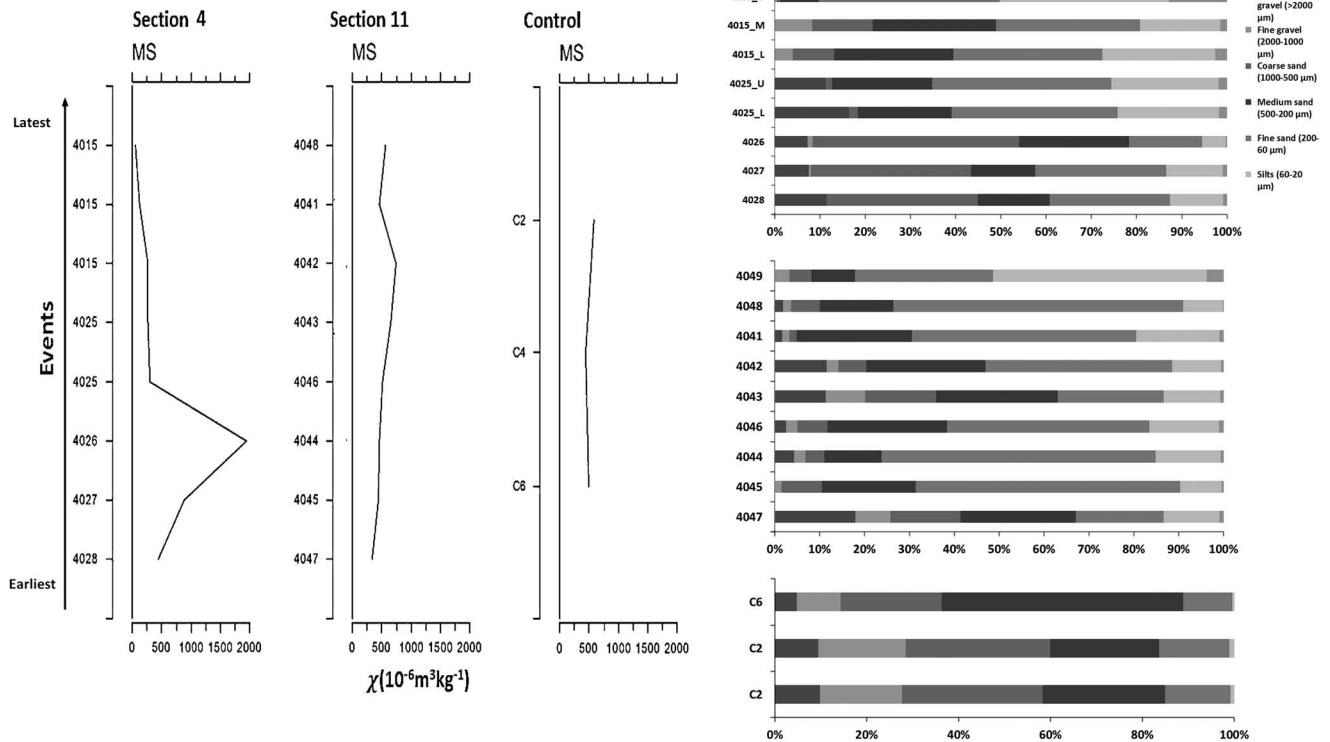 Section 4
MS
Latest
Events
Earliest
4015
4015
4015
4025
4025
4026
4027
4028
0 500 1000 1500 2000
Section 11
MS
4048
4041
4042
4043
4046
4044
4045
4047
0 500 1000 1500 2000
χ(10⁻⁶m³kg⁻¹)
Control
MS
C2
C4
C6
0 500 1000 1500 2000
4015_M
4015_L
4025_U
4025_L
4026
4027
4028
0% 10% 20% 30% 40% 50% 60% 70% 80% 90% 100%
gravel (>2000
μm)
Fine gravel
(2000-1000
μm)
Coarse sand
(1000-500 μm)
Medium sand
(500-200 μm)
Fine sand (200-
60 μm)
Silts (60-20
μm)
4049
4048
4041
4042
4043
4046
4044
4045
4047
0% 10% 20% 30% 40% 50% 60% 70% 80% 90% 100%
C6
C2
C2
0% 20% 40% 60% 80% 100%